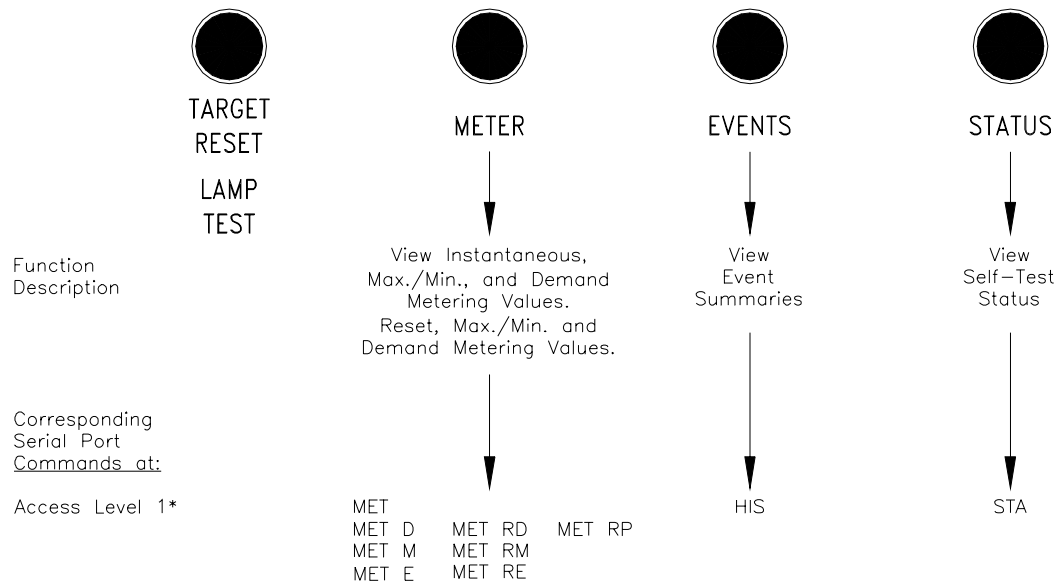 TARGET
RESET
LAMP
TEST
METER
EVENTS
STATUS
Function
Description
View Instantaneous,
Max./Min., and Demand
Metering Values.
Reset, Max./Min. and
Demand Metering Values.
View
Event
Summaries
View
Self-Test
Status
Corresponding
Serial Port
Commands at:
Access Level 1*
MET
MET D MET RD MET RP
MET M MET RM
MET E MET RE
HIS
STA